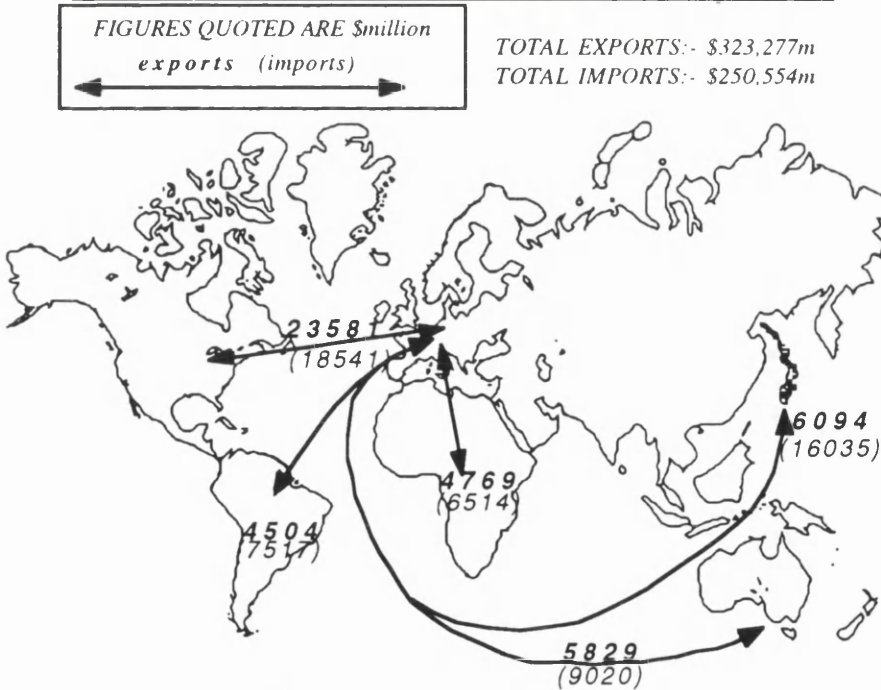 FIGURES QUOTED ARE $million
exports (imports)
TOTAL EXPORTS:- $323,277m
TOTAL IMPORTS:- $250,554m
23581
(18541)
6094
(16035)
4769
(6514)
4504
7517)
5829
(9020)